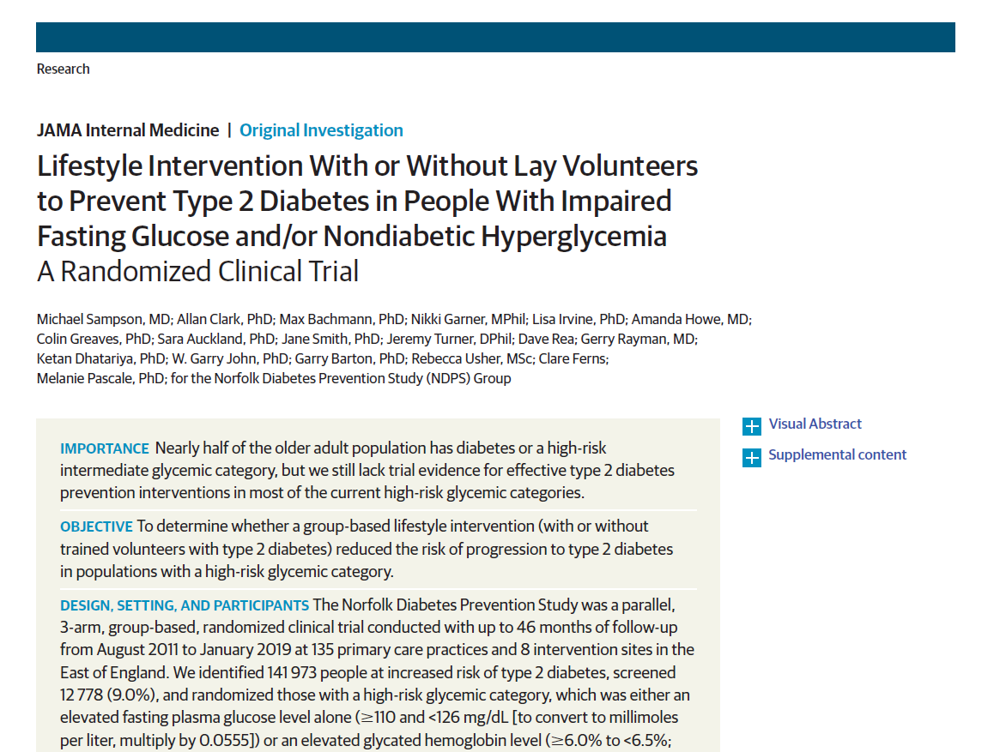 Research
JAMA Internal Medicine | Original Investigation
Lifestyle Intervention With or Without Lay Volunteers
to Prevent Type 2 Diabetes in People With Impaired
Fasting Glucose and/or Nondiabetic Hyperglycemia
A Randomized Clinical Trial
Michael Sampson, MD; Allan Clark, PhD; Max Bachmann, PhD; Nikki Garner, MPhil; Lisa Irvine, PhD; Amanda Howe, MD;
Colin Greaves, PhD; Sara Auckland, PhD; Jane Smith, PhD; Jeremy Turner, DPhil; Dave Rea; Gerry Rayman, MD;
Ketan Dhatariya, PhD; W. Garry John, PhD; Garry Barton, PhD; Rebecca Usher, MSc; Clare Ferns;
Melanie Pascale, PhD; for the Norfolk Diabetes Prevention Study (NDPS) Group
IMPORTANCE Nearly half of the older adult population has diabetes or a high-risk
intermediate glycemic category, but we still lack trial evidence for effective type 2 diabetes
prevention interventions in most of the current high-risk glycemic categories.
OBJECTIVE To determine whether a group-based lifestyle intervention (with or without
trained volunteers with type 2 diabetes) reduced the risk of progression to type 2 diabetes
in populations with a high-risk glycemic category.
DESIGN, SETTING, AND PARTICIPANTS The Norfolk Diabetes Prevention Study was a parallel,
3-arm, group-based, randomized clinical trial conducted with up to 46 months of follow-up
from August 2011 to January 2019 at 135 primary care practices and 8 intervention sites in the
East of England. We identified 141 973 people at increased risk of type 2 diabetes, screened
12 778 (9.0%), and randomized those with a high-risk glycemic category, which was either an
elevated fasting plasma glucose level alone (≥110 and <126 mg/dL [to convert to millimoles
per liter, multiply by 0.0555]) or an elevated glycated hemoglobin level (≥6.0% to <6.5%;
Visual Abstract
Supplemental content